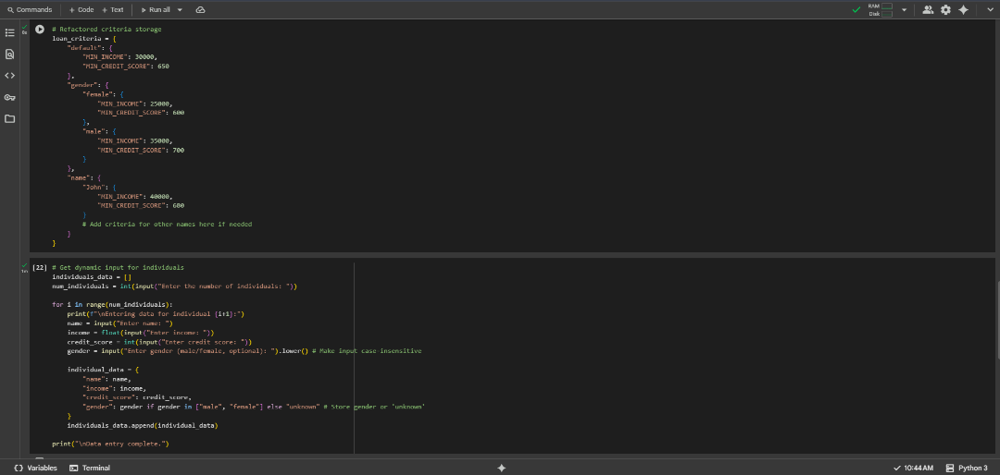 Commands + Code + Text Run all RAM
Disk
# Refactored criteria storage
loan_criteria = {
"default": {
"MIN_INCOME": 30000,
"MIN_CREDIT_SCORE": 650
},
"gender": {
"female": {
"MIN_INCOME": 25000,
"MIN_CREDIT_SCORE": 600
},
"male": {
"MIN_INCOME": 35000,
"MIN_CREDIT_SCORE": 700
}
},
"name": {
"John": {
"MIN_INCOME": 40000,
"MIN_CREDIT_SCORE": 680
}
# Add criteria for other names here if needed
}
}
[22] # Get dynamic input for individuals
individuals_data = []
num_individuals = int(input("Enter the number of individuals: "))
for i in range(num_individuals):
print(f"\nEntering data for individual {i+1}:")
name = input("Enter name: ")
income = float(input("Enter income: "))
credit_score = int(input("Enter credit score: "))
gender = input("Enter gender (male/female, optional): ").lower() # Make input case-insensitive
individual_data = {
"name": name,
"income": income,
"credit_score": credit_score,
"gender": gender if gender in ["male", "female"] else "unknown" # Store gender or 'unknown'
}
individuals_data.append(individual_data)
print("\nData entry complete.")
{} Variables Terminal 10:44 AM Python 3